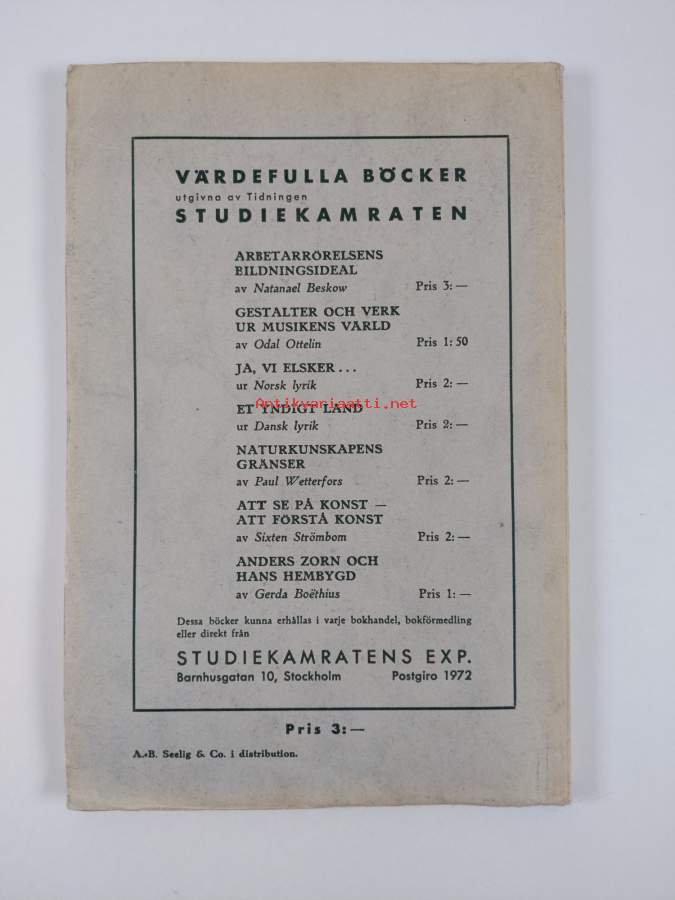 VÄRDEFULLA BÖCKER
utgivna av Tidningen
STUDIEKAMRATEN
ARBETARRÖRELSENS
BILDNINGSIDEAL
av Natanael Beskow Pris 3: —
GESTALTER OCH VERK
UR MUSIKENS VÄRLD
av Odal Ottelin Pris 1: 50
JA, VI ELSKER...
ur Norsk lyrik Pris 2: —
Antikvariaatti.net
ET YNDIGT LAND
ur Dansk lyrik Pris 2: —
NATURKUNSKAPENS
GRÄNSER
av Paul Wetterfors Pris 2: —
ATT SE PÅ KONST —
ATT FÖRSTÅ KONST
av Sixten Strömbom Pris 2: —
ANDERS ZORN OCH
HANS HEMBYGD
av Gerda Boëthius Pris 1: —
Dessa böcker kunna erhållas i varje bokhandel, bokförmedling
eller direkt från
STUDIEKAMRATENS EXP.
Barnhusgatan 10, Stockholm Postgiro 1972
Pris 3: —
A.-B. Seelig & Co. i distribution.